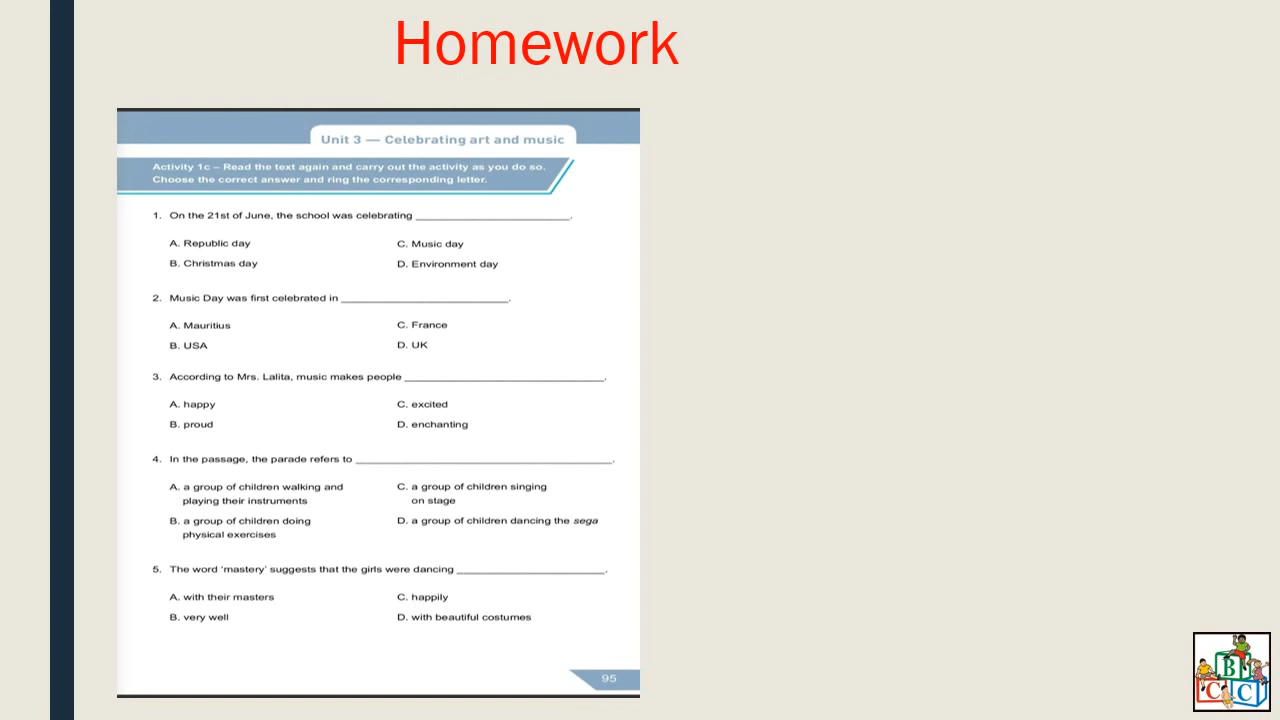 Homework
Unit 3 — Celebrating art and music
Activity 1c – Read the text again and carry out the activity as you do so.
Choose the correct answer and ring the corresponding letter.
1. On the 21st of June, the school was celebrating ____________________________.
A. Republic day
C. Music day
B. Christmas day
D. Environment day
2. Music Day was first celebrated in ______________________________.
A. Mauritius
C. France
B. USA
D. UK
3. According to Mrs. Lalita, music makes people ____________________________________.
A. happy
C. excited
B. proud
D. enchanting
4. In the passage, the parade refers to ______________________________________________.
A. a group of children walking and
playing their instruments
C. a group of children singing
on stage
B. a group of children doing
physical exercises
D. a group of children dancing the sega
5. The word ‘mastery’ suggests that the girls were dancing ___________________________.
A. with their masters
C. happily
B. very well
D. with beautiful costumes
95
B
C C